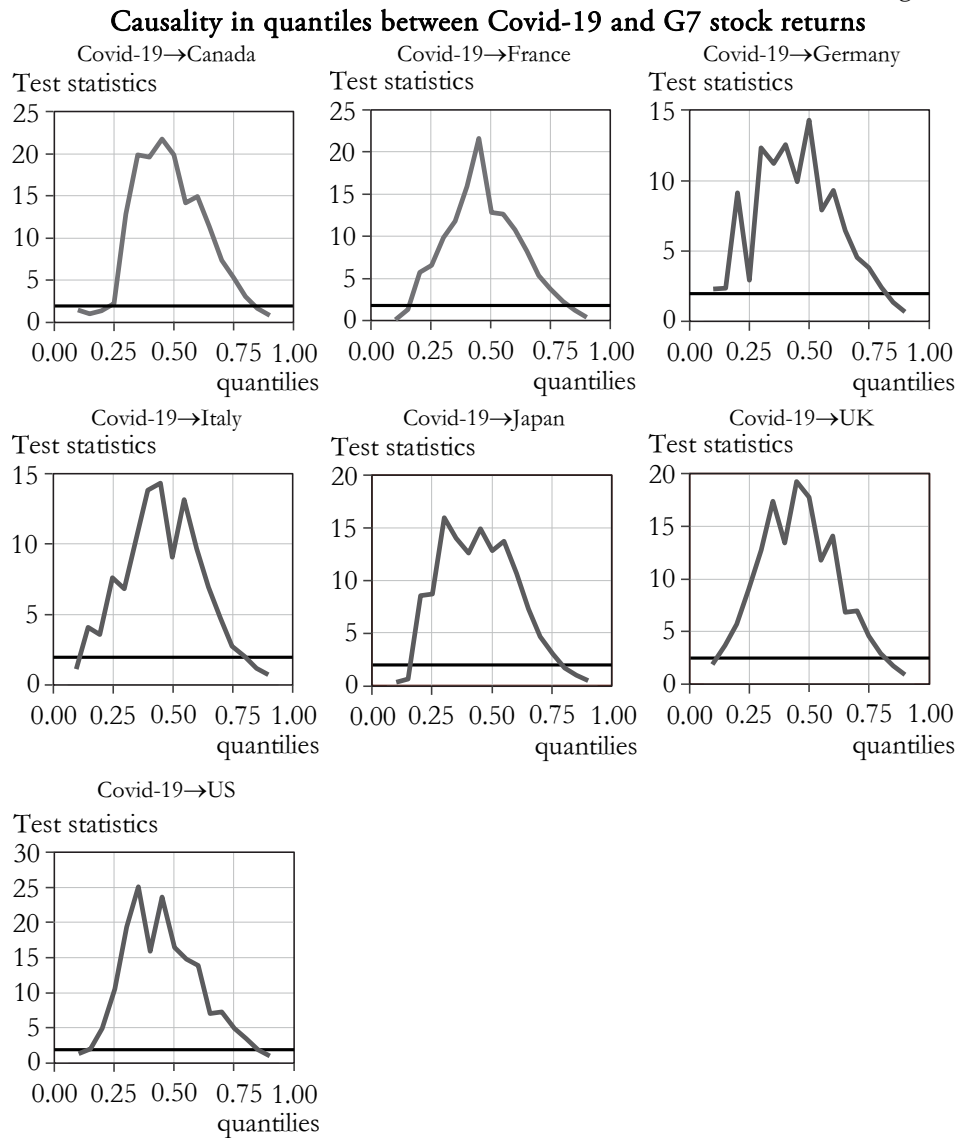 Causality in quantiles between Covid-19 and G7 stock returns
Covid-19→Canada
Test statistics
25
20
15
10
5
0
0.00 0.25 0.50 0.75 1.00
quantilies
Covid-19→France
Test statistics
25
20
15
10
5
0
0.00 0.25 0.50 0.75 1.00
quantilies
Covid-19→Germany
Test statistics
15
10
5
0
0.00 0.25 0.50 0.75 1.00
quantilies
Covid-19→Italy
Test statistics
15
10
5
0
0.00 0.25 0.50 0.75 1.00
quantilies
Covid-19→Japan
Test statistics
20
15
10
5
0
0.00 0.25 0.50 0.75 1.00
quantilies
Covid-19→UK
Test statistics
20
15
10
5
0
0.00 0.25 0.50 0.75 1.00
quantilies
Covid-19→US
Test statistics
30
25
20
15
10
5
0
0.00 0.25 0.50 0.75 1.00
quantilies